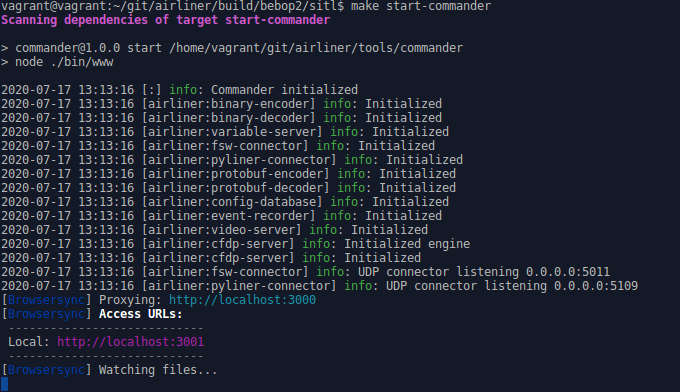 vagrant@vagrant:~/git/airliner/build/bebop2/sitl$ make start-commander
Scanning dependencies of target start-commander
> commander@1.0.0 start /home/vagrant/git/airliner/tools/commander
> node ./bin/www
2020-07-17 13:13:16 [:] info: Commander initialized
2020-07-17 13:13:16 [airliner:binary-encoder] info: Initialized
2020-07-17 13:13:16 [airliner:binary-decoder] info: Initialized
2020-07-17 13:13:16 [airliner:variable-server] info: Initialized
2020-07-17 13:13:16 [airliner:fsw-connector] info: Initialized
2020-07-17 13:13:16 [airliner:pyliner-connector] info: Initialized
2020-07-17 13:13:16 [airliner:protobuf-encoder] info: Initialized
2020-07-17 13:13:16 [airliner:protobuf-decoder] info: Initialized
2020-07-17 13:13:16 [airliner:config-database] info: Initialized
2020-07-17 13:13:16 [airliner:event-recorder] info: Initialized
2020-07-17 13:13:16 [airliner:video-server] info: Initialized
2020-07-17 13:13:16 [airliner:cfdp-server] info: Initialized engine
2020-07-17 13:13:16 [airliner:cfdp-server] info: Initialized
2020-07-17 13:13:16 [airliner:fsw-connector] info: UDP connector listening 0.0.0.0:5011
2020-07-17 13:13:16 [airliner:pyliner-connector] info: UDP connector listening 0.0.0.0:5109
[Browsersync] Proxying: http://localhost:3000
[Browsersync] Access URLs:
----------------------------
Local: http://localhost:3001
----------------------------
[Browsersync] Watching files...